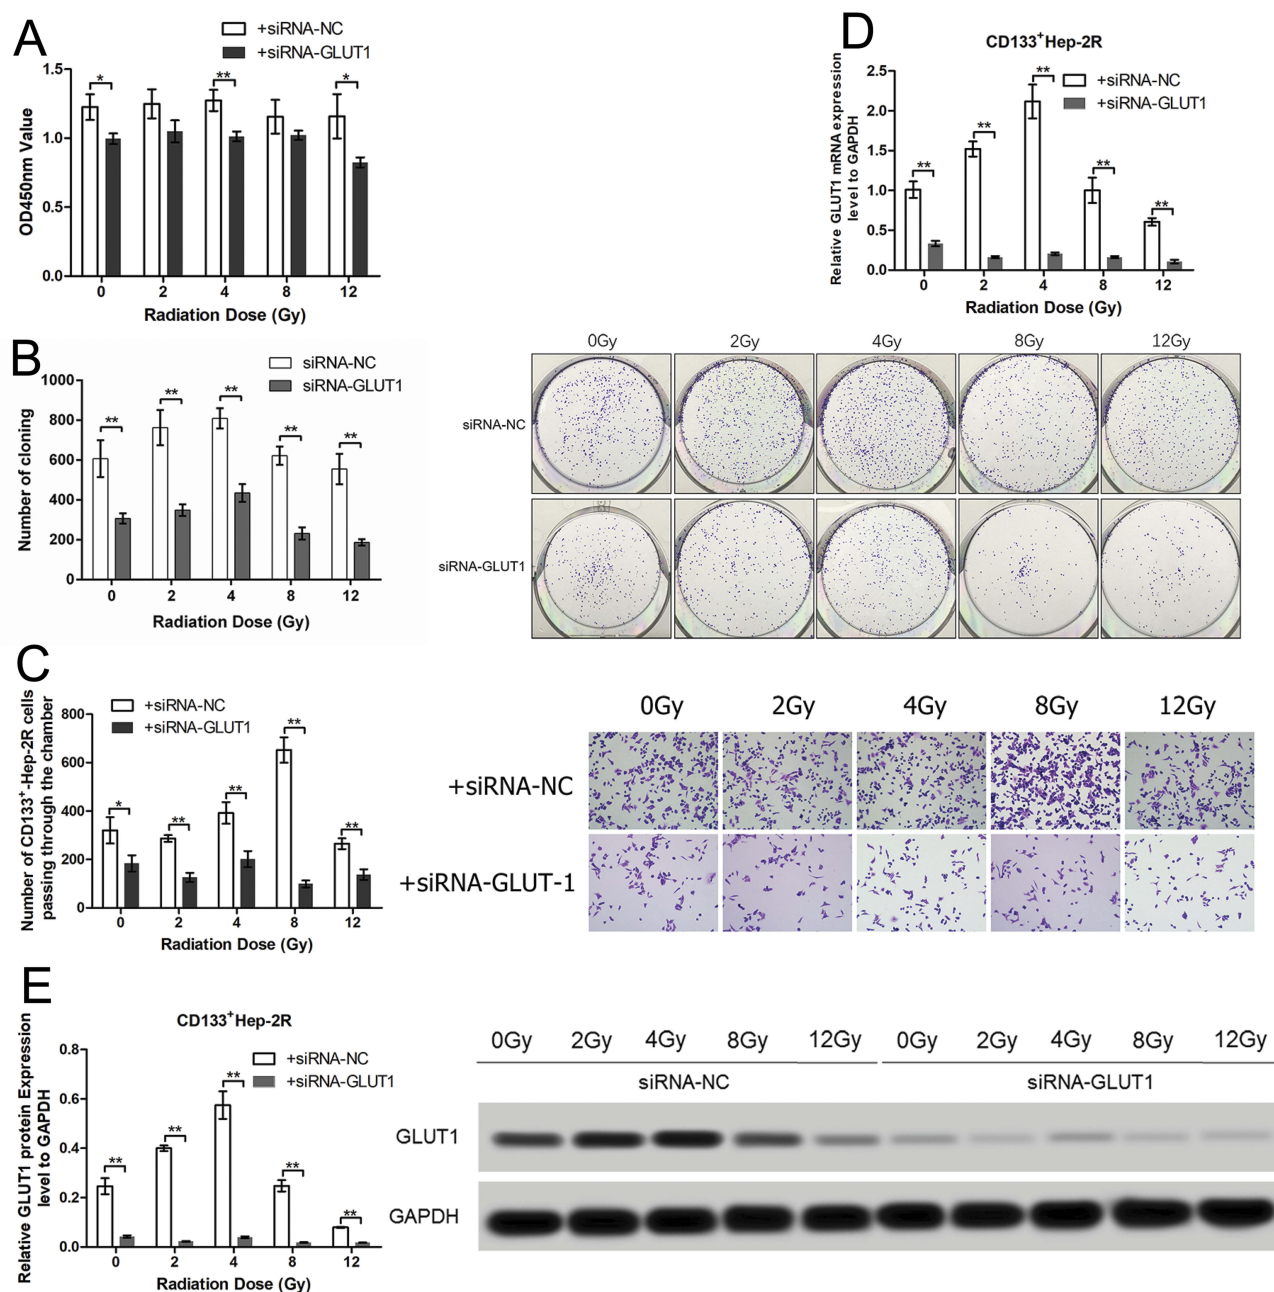 A
+siRNA-NC
+siRNA-GLUT1
OD450nm Value
1.5
1.0
0.5
0.0
* ** *
0 2 4 8 12
Radiation Dose (Gy)
D
CD133+Hep-2R
+siRNA-NC
+siRNA-GLUT1
Relative GLUT1 mRNA expression
level to GAPDH
2.5
2.0
1.5
1.0
0.5
0.0
** ** ** ** **
0 2 4 8 12
Radiation Dose (Gy)
B
siRNA-NC
siRNA-GLUT1
Number of cloning
1000
800
600
400
200
0
** ** ** ** **
0 2 4 8 12
Radiation Dose (Gy)
0Gy 2Gy 4Gy 8Gy 12Gy
siRNA-NC
siRNA-GLUT1
C
+siRNA-NC
+siRNA-GLUT1
Number of CD133+-Hep-2R cells
passing through the chamber
800
600
400
200
0
* ** ** ** **
0 2 4 8 12
Radiation Dose (Gy)
0Gy 2Gy 4Gy 8Gy 12Gy
+siRNA-NC
+siRNA-GLUT-1
E
CD133+Hep-2R
+siRNA-NC
+siRNA-GLUT1
Relative GLUT1 protein Expression
level to GAPDH
0.8
0.6
0.4
0.2
0.0
** ** ** ** **
0 2 4 8 12
Radiation Dose (Gy)
0Gy 2Gy 4Gy 8Gy 12Gy 0Gy 2Gy 4Gy 8Gy 12Gy
siRNA-NC siRNA-GLUT1
GLUT1
GAPDH